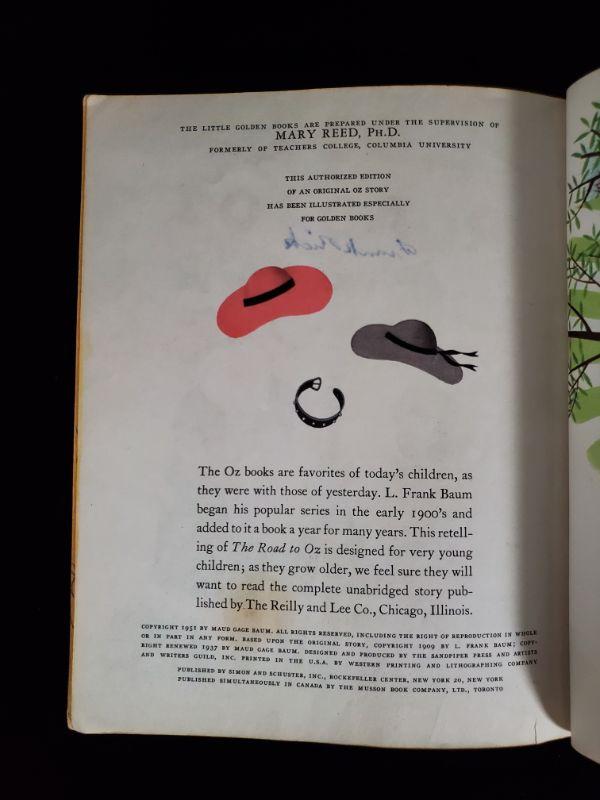 THE LITTLE GOLDEN BOOKS ARE PREPARED UNDER THE SUPERVISION OF
MARY REED, PH.D.
FORMERLY OF TEACHERS COLLEGE, COLUMBIA UNIVERSITY
THIS AUTHORIZED EDITION
OF AN ORIGINAL OZ STORY
HAS BEEN ILLUSTRATED ESPECIALLY
FOR GOLDEN BOOKS
The Oz books are favorites of today's children, as
they were with those of yesterday. L. Frank Baum
began his popular series in the early 1900's and
added to it a book a year for many years. This retell-
ing of The Road to Oz is designed for very young
children; as they grow older, we feel sure they will
want to read the complete unabridged story pub-
lished by The Reilly and Lee Co., Chicago, Illinois.
COPYRIGHT 1951 BY MAUD GAGE BAUM. ALL RIGHTS RESERVED, INCLUDING THE RIGHT OF REPRODUCTION IN WHOLE
OR IN PART IN ANY FORM. BASED UPON THE ORIGINAL STORY, COPYRIGHT 1909 BY L. FRANK BAUM; COPY-
RIGHT RENEWED 1937 BY MAUD GAGE BAUM. DESIGNED AND PRODUCED BY THE SANDPIPER PRESS AND ARTISTS
AND WRITERS GUILD, INC. PRINTED IN THE U.S.A. BY WESTERN PRINTING AND LITHOGRAPHING COMPANY
PUBLISHED BY SIMON AND SCHUSTER, INC., ROCKEFELLER CENTER, NEW YORK 20, NEW YORK
PUBLISHED SIMULTANEOUSLY IN CANADA BY THE MUSSON BOOK COMPANY, LTD., TORONTO